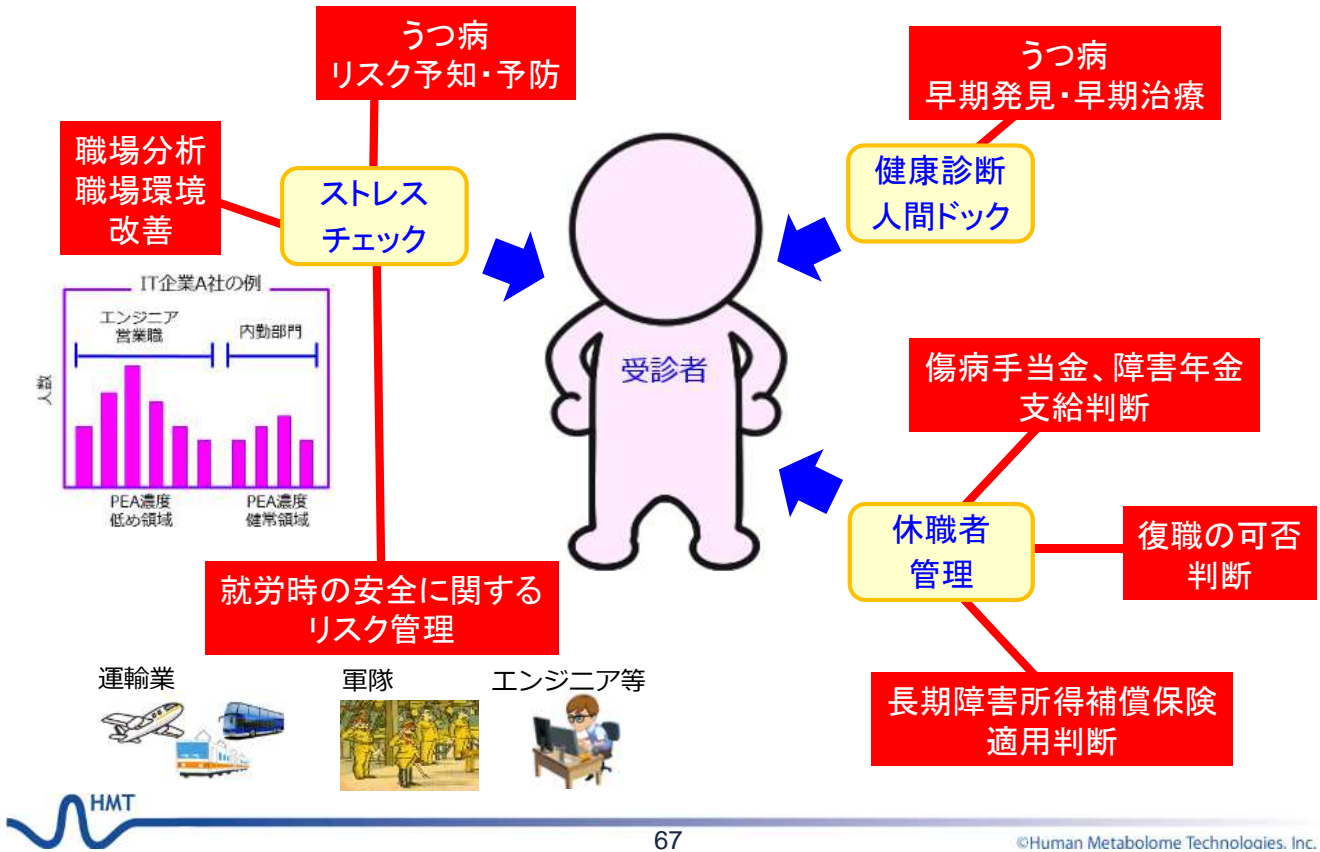 うつ病
リスク予知・予防
うつ病
早期発見・早期治療
職場分析
職場環境
改善
ストレス
チェック
健康診断
人間ドック
IT企業A社の例
エンジニア
営業職
内勤部門
人数
PEA濃度
低め領域
PEA濃度
健常領域
受診者
傷病手当金、障害年金
支給判断
休職者
管理
復職の可否
判断
就労時の安全に関する
リスク管理
長期障害所得補償保険
適用判断
運輸業
軍隊
エンジニア等
HMT
67
©Human Metabolome Technologies, Inc.